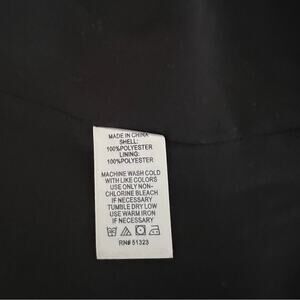 MADE IN CHINA
SHELL:
100%POLYESTER
LINING:
100%POLYESTER
MACHINE WASH COLD
WITH LIKE COLORS
USE ONLY NON-
CHLORINE BLEACH
IF NECESSARY
TUMBLE DRY LOW
USE WARM IRON
IF NECESSARY
RN# 51323